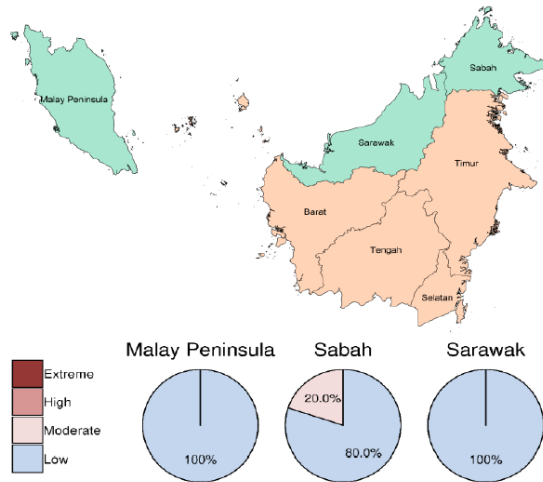 Sabah
Malay Peninsula
Sarawak
Timur
Barat
Tengah
Selatan
Malay Peninsula Sabah Sarawak
Extreme
High
Moderate
Low
20.0%
100% 80.0% 100%